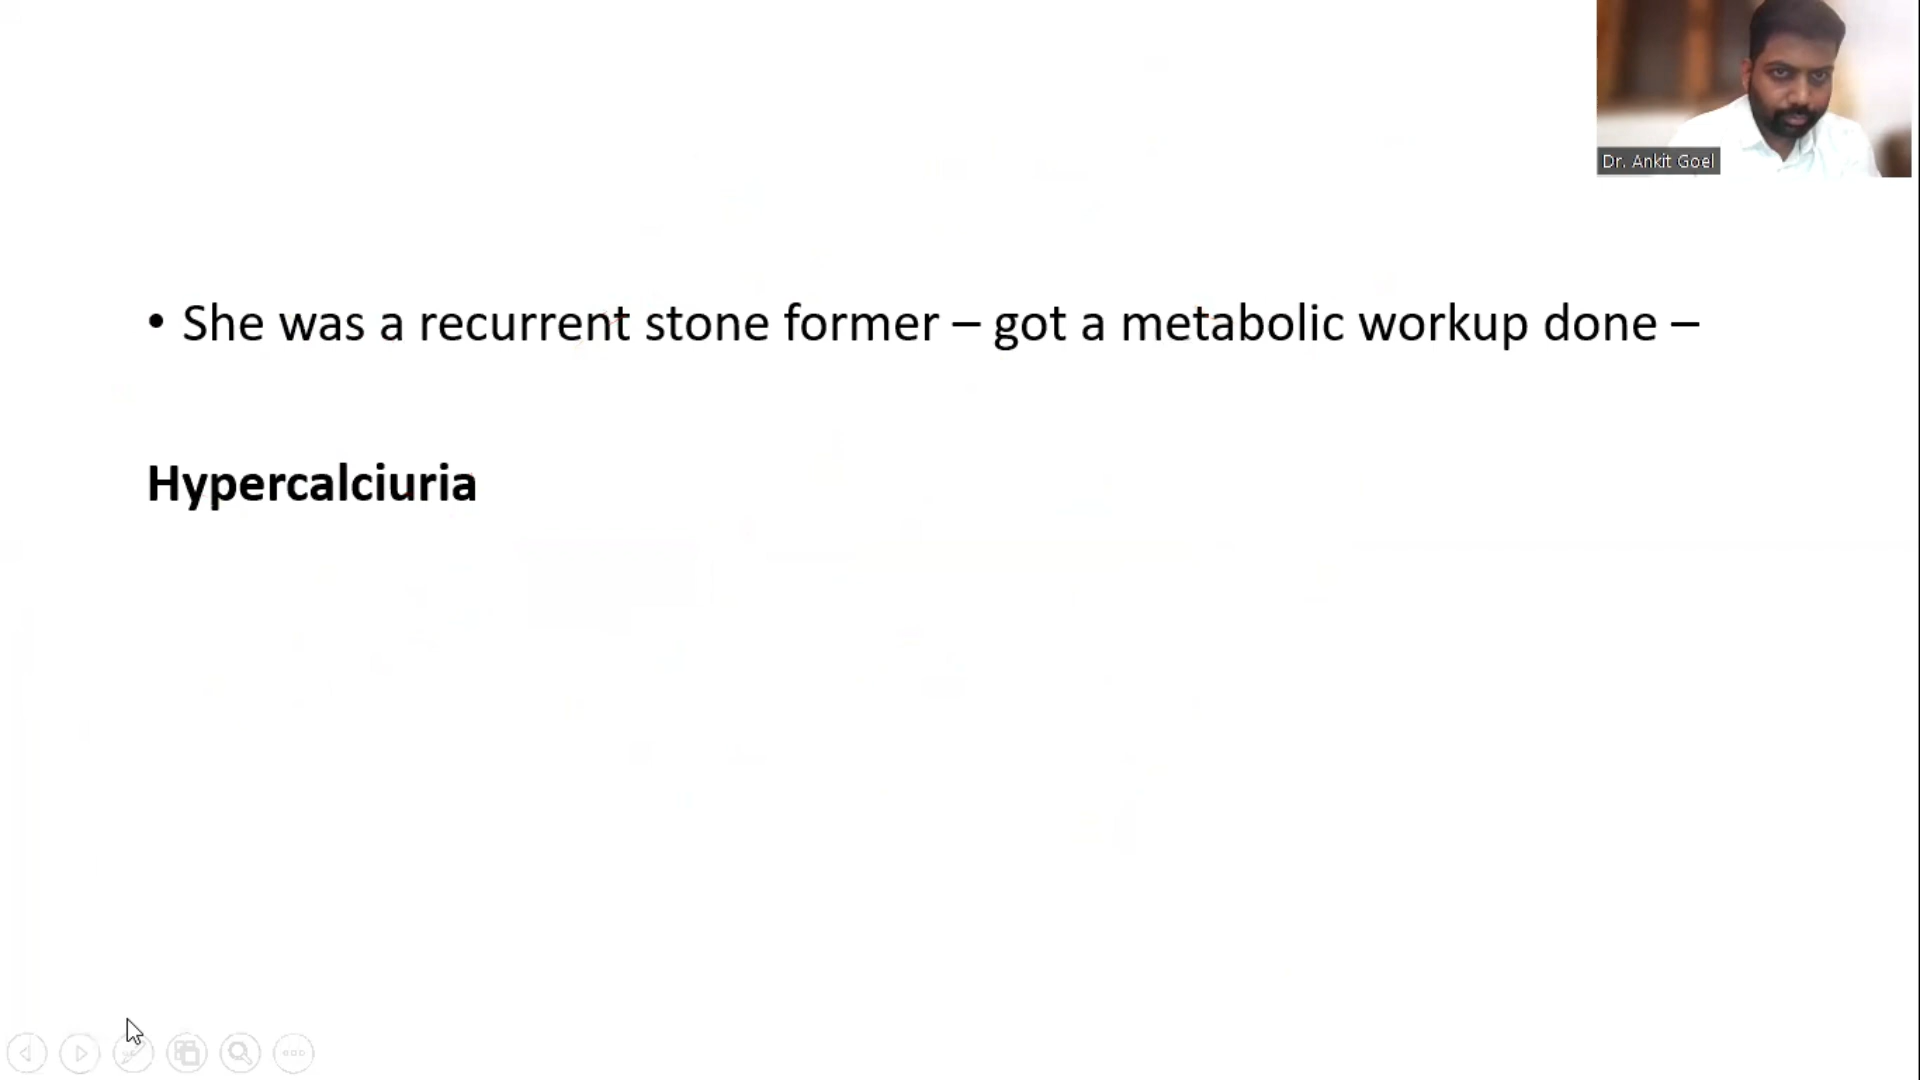 Dr. Ankit Goel
• She was a recurrent stone former – got a metabolic workup done –
Hypercalciuria